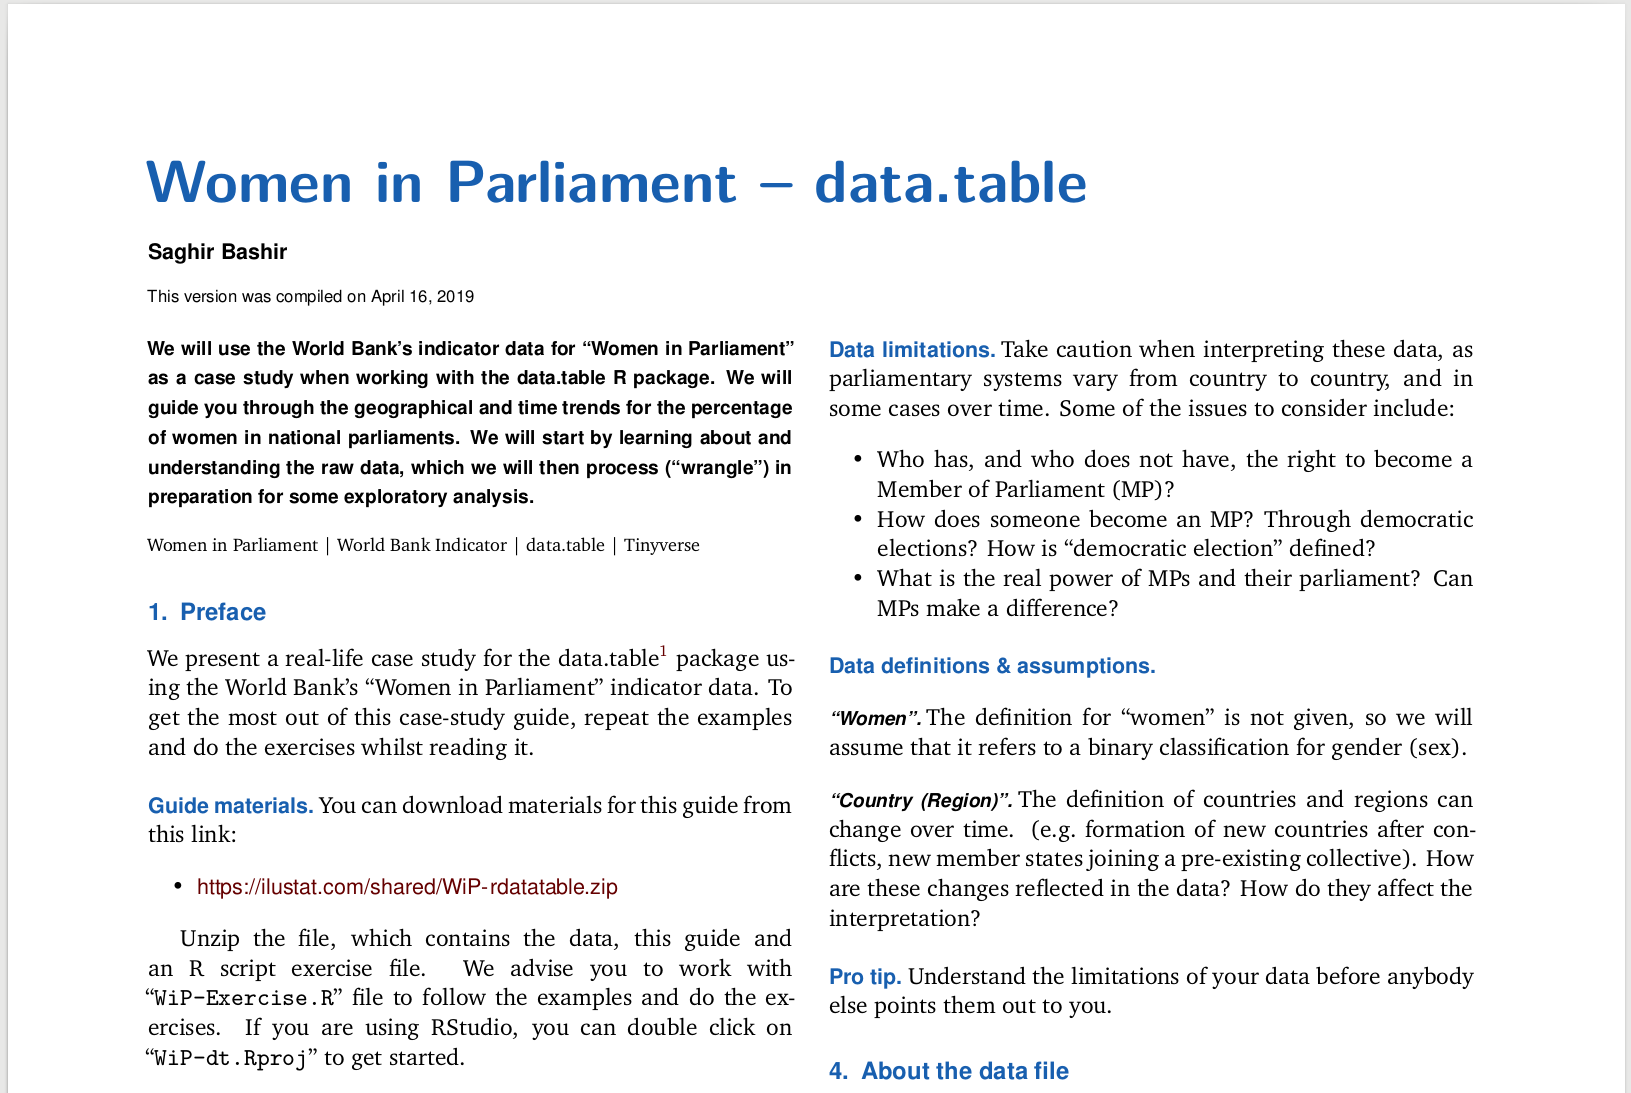 Women in Parliament – data.table
Saghir Bashir
This version was compiled on April 16, 2019
We will use the World Bank’s indicator data for “Women in Parliament”
as a case study when working with the data.table R package. We will
guide you through the geographical and time trends for the percentage
of women in national parliaments. We will start by learning about and
understanding the raw data, which we will then process (“wrangle”) in
preparation for some exploratory analysis.
Women in Parliament | World Bank Indicator | data.table | Tinyverse
1. Preface
We present a real-life case study for the data.table1 package us-
ing the World Bank’s “Women in Parliament” indicator data. To
get the most out of this case-study guide, repeat the examples
and do the exercises whilst reading it.
Guide materials. You can download materials for this guide from
this link:
• https://ilustat.com/shared/WiP-rdatatable.zip
Unzip the file, which contains the data, this guide and
an R script exercise file. We advise you to work with
“WiP-Exercise.R” file to follow the examples and do the ex-
ercises. If you are using RStudio, you can double click on
“WiP-dt.Rproj” to get started.
Data limitations. Take caution when interpreting these data, as
parliamentary systems vary from country to country, and in
some cases over time. Some of the issues to consider include:
• Who has, and who does not have, the right to become a
Member of Parliament (MP)?
• How does someone become an MP? Through democratic
elections? How is “democratic election” defined?
• What is the real power of MPs and their parliament? Can
MPs make a difference?
Data definitions & assumptions.
“Women”. The definition for “women” is not given, so we will
assume that it refers to a binary classification for gender (sex).
“Country (Region)”. The definition of countries and regions can
change over time. (e.g. formation of new countries after con-
flicts, new member states joining a pre-existing collective). How
are these changes reflected in the data? How do they affect the
interpretation?
Pro tip. Understand the limitations of your data before anybody
else points them out to you.
4. About the data file